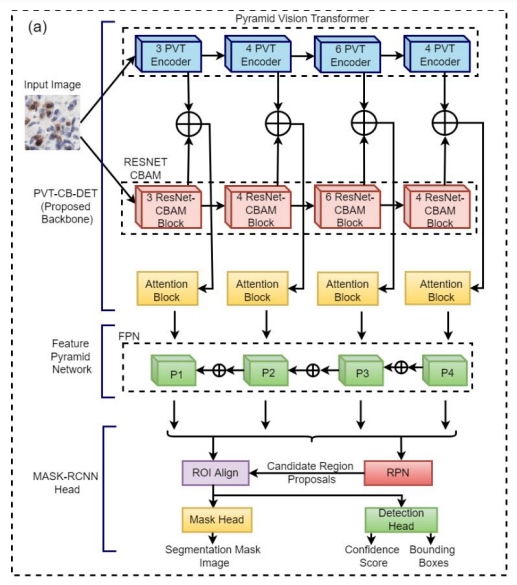 (a)
Pyramid Vision Transformer
3 PVT
Encoder
4 PVT
Encoder
6 PVT
Encoder
4 PVT
Encoder
Input Image
RESNET
CBAM
PVT-CB-DET
(Proposed
Backbone)
3 ResNet-
CBAM
Block
4 ResNet-
CBAM
Block
6 ResNet-
CBAM
Block
4 ResNet-
CBAM
Block
Attention
Block
Attention
Block
Attention
Block
Attention
Block
Feature
Pyramid
Network
FPN
P1
P2
P3
P4
MASK-RCNN
Head
ROI Align
Candidate Region
Proposals
RPN
Mask Head
Detection
Head
Segmentation Mask
Image
Confidence
Score
Bounding
Boxes